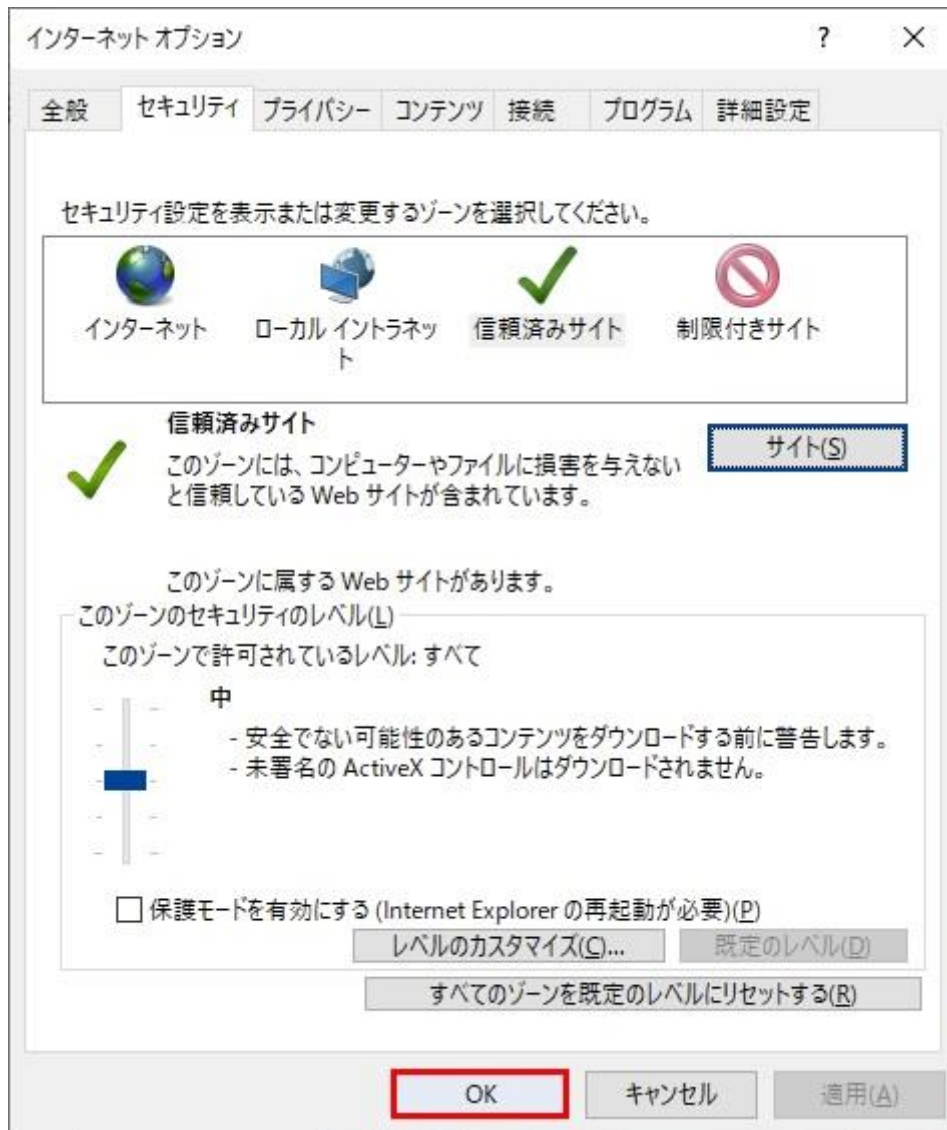 インターネット オプション
?
全般 セキュリティ プライバシー コンテンツ 接続 プログラム 詳細設定
セキュリティ設定を表示または変更するゾーンを選択してください。
インターネット
ローカル イントラネッ
ト
信頼済みサイト
制限付きサイト
信頼済みサイト
サイト(S)
このゾーンには、コンピューターやファイルに損害を与えない
と信頼している Web サイトが含まれています。
このゾーンに属する Web サイトがあります。
このゾーンのセキュリティのレベル(L)
このゾーンで許可されているレベル: すべて
中
- 安全でない可能性のあるコンテンツをダウンロードする前に警告します。
- 未署名の ActiveX コントロールはダウンロードされません。
保護モードを有効にする (Internet Explorer の再起動が必要)(P)
レベルのカスタマイズ(C)... 既定のレベル(D)
すべてのゾーンを既定のレベルにリセットする(R)
OK キャンセル 適用(A)